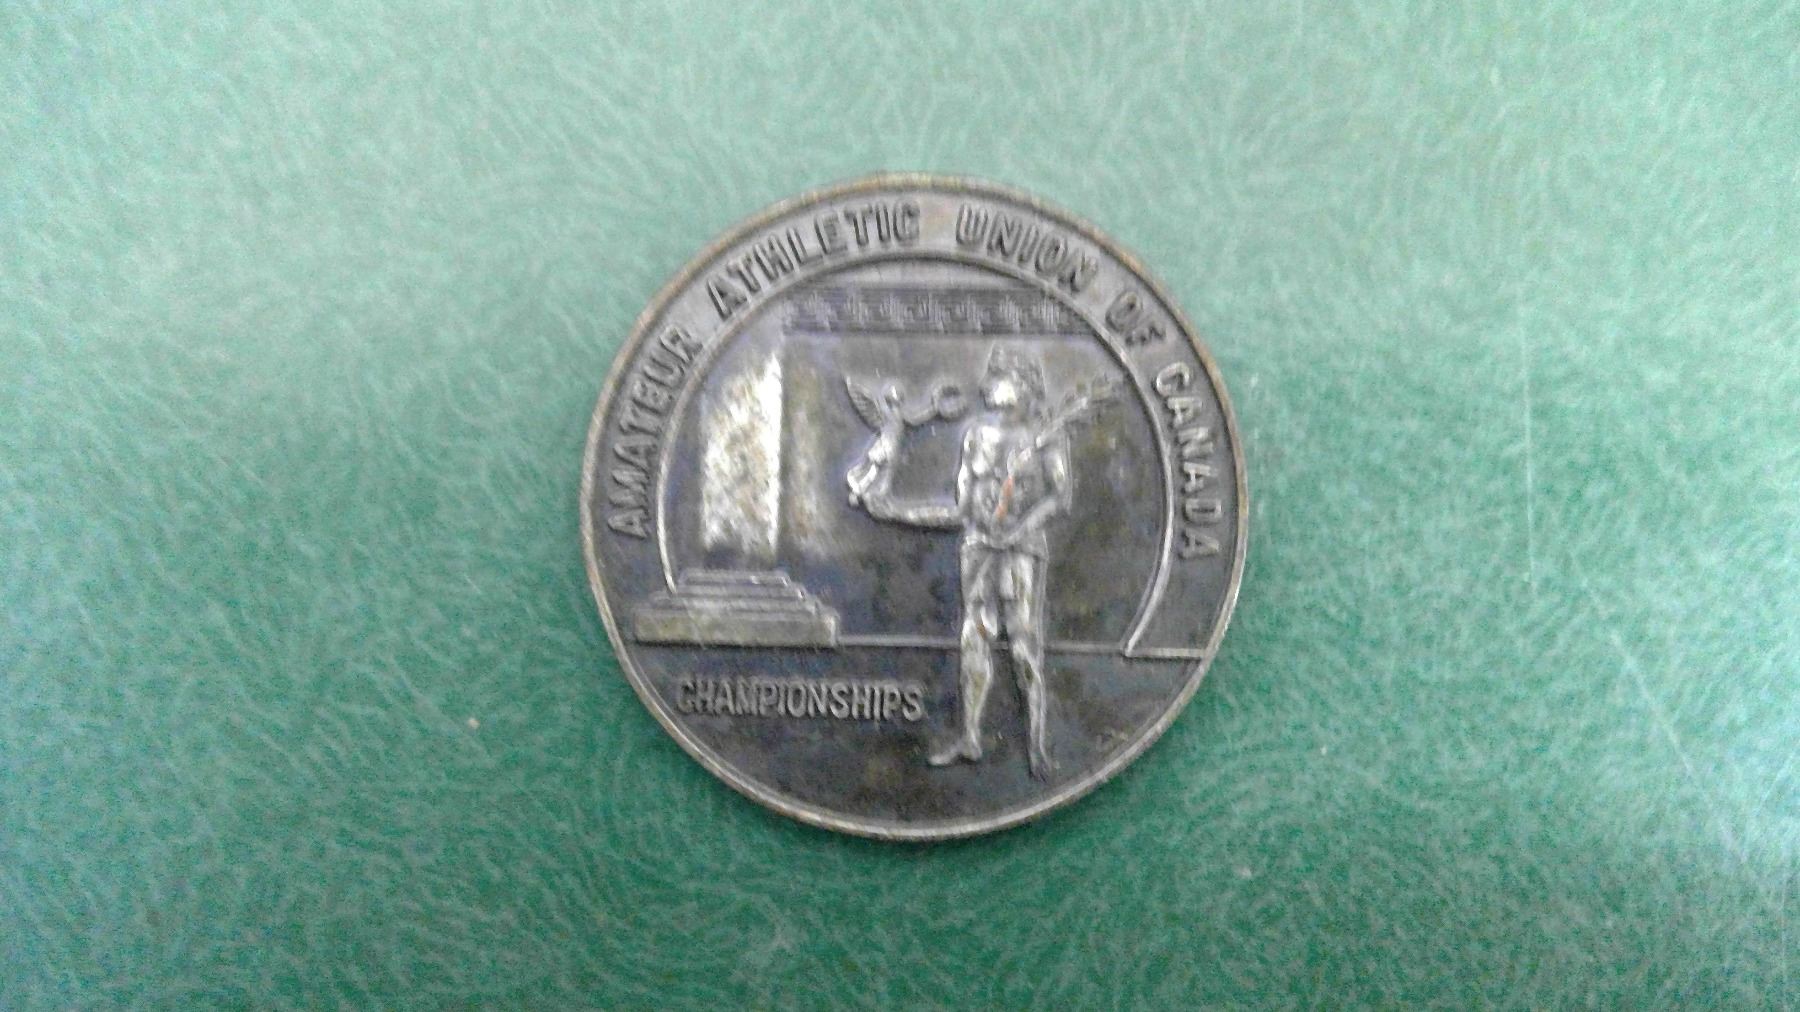 AMATEUR ATHLETIC UNION OF CANADA
CHAMPIONSHIPS